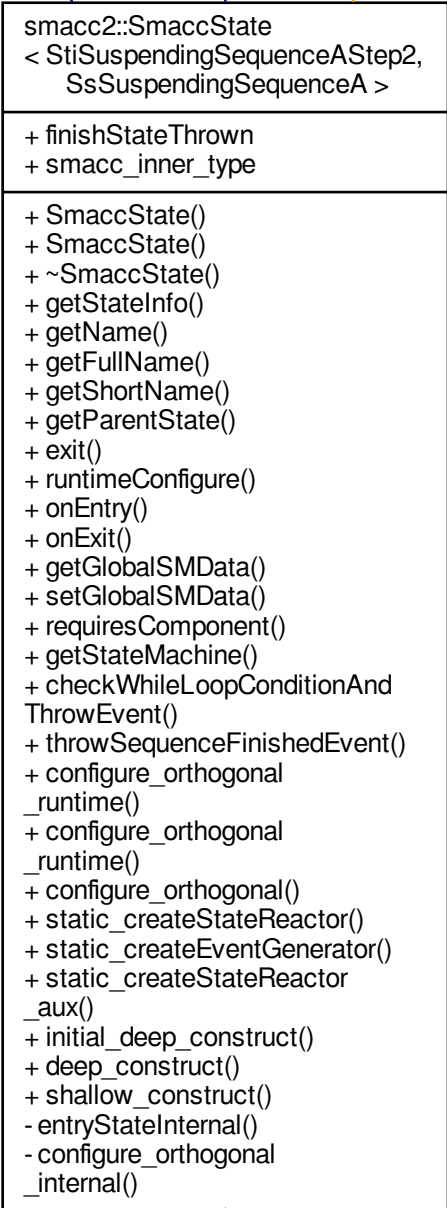 smacc2::SmaccState
< StiSuspendingSequenceAStep2,
SsSuspendingSequenceA >
+ finishStateThrown
+ smacc_inner_type
+ SmaccState()
+ SmaccState()
+ ~SmaccState()
+ getStateInfo()
+ getName()
+ getFullName()
+ getShortName()
+ getParentState()
+ exit()
+ runtimeConfigure()
+ onEntry()
+ onExit()
+ getGlobalSMData()
+ setGlobalSMData()
+ requiresComponent()
+ getStateMachine()
+ checkWhileLoopConditionAnd
ThrowEvent()
+ throwSequenceFinishedEvent()
+ configure_orthogonal
_runtime()
+ configure_orthogonal
_runtime()
+ configure_orthogonal()
+ static_createStateReactor()
+ static_createEventGenerator()
+ static_createStateReactor
_aux()
+ initial_deep_construct()
+ deep_construct()
+ shallow_construct()
- entryStateInternal()
- configure_orthogonal
_internal()